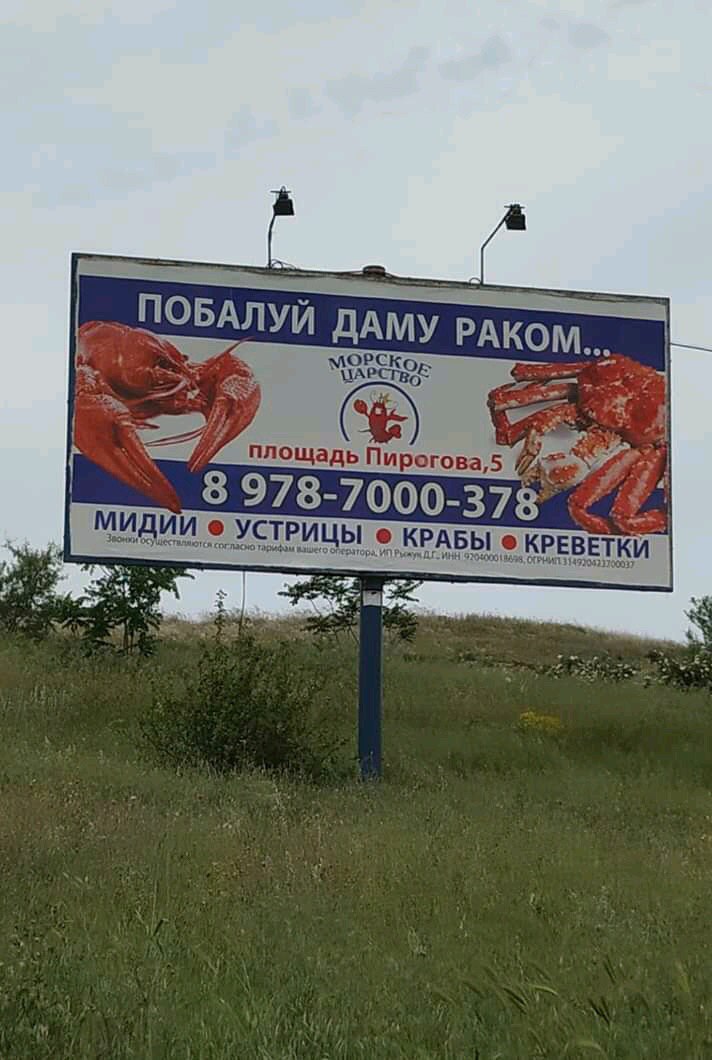 ПОБАЛУЙ ДАМУ РАКОМ...
МОРСКОЕ
ЦАРСТВО
площадь Пирогова,5
8 978-7000-378
МИДИИ • УСТРИЦЫ • КРАБЫ • КРЕВЕТКИ
Звонки осуществляются согласно тарифам вашего оператора, ИП Рыжук Д.Г., ИНН 920400018698, ОГРНИП 314920423700037